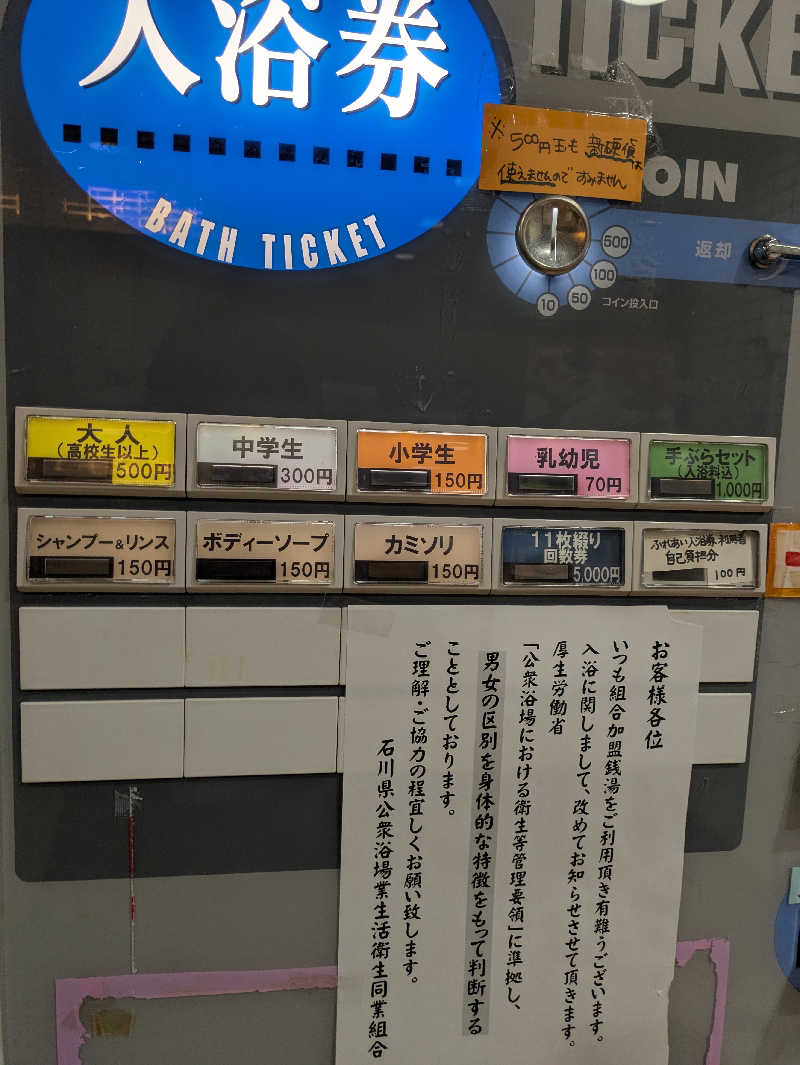 入浴券
BATH TICKET
TICKE
※500円玉も新硬貨は
使えませんのですみません
OIN
500
100
50
10
返却
コイン投入口
大人
(高校生以上)
500円
中学生
300円
小学生
150円
乳幼児
70円
手ぶらセット
(入浴料込)
1,000円
シャンプー&リンス
150円
ボディーソープ
150円
カミソリ
150円
11枚綴り
回数券
5,000円
ふれあい入浴券利用者
自己負担分
100円
お客様各位
いつも組合加盟銭湯をご利用頂き有難うございます。
入浴に関しまして、改めてお知らせさせて頂きます。
厚生労働省
「公衆浴場における衛生等管理要領」に準拠し、
男女の区別を身体的な特徴をもって判断する
こととしております。
ご理解・ご協力の程宜しくお願い致します。
石川県公衆浴場業生活衛生同業組合